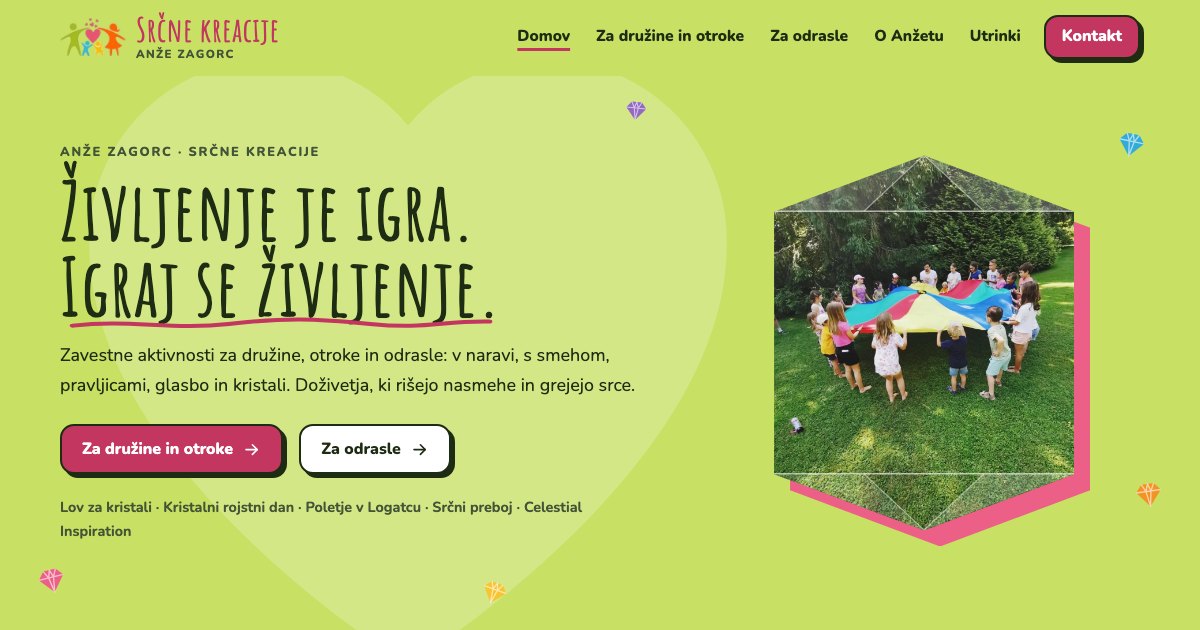 Srčne kreacije
ANŽE ZAGORC
Domov
Za družine in otroke
Za odrasle
O Anžetu
Utrinki
Kontakt
ANŽE ZAGORC · SRČNE KREACIJE
Življenje je igra.
Igraj se življenje.
Zavestne aktivnosti za družine, otroke in odrasle: v naravi, s smehom,
pravljicami, glasbo in kristali. Doživetja, ki rišejo nasmehe in grejejo srce.
Za družine in otroke →
Za odrasle →
Lov za kristali · Kristalni rojstni dan · Poletje v Logatcu · Srčni preboj · Celestial
Inspiration